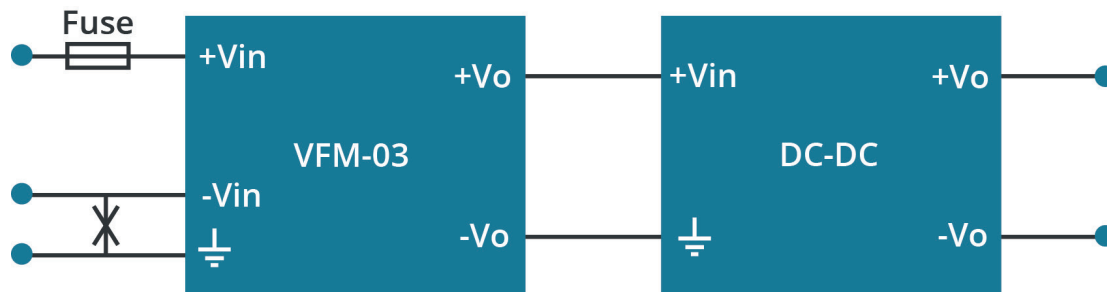 Fuse
+Vin
+Vo
+Vin
+Vo
VFM-03
DC-DC
-Vin
-Vo
-Vo